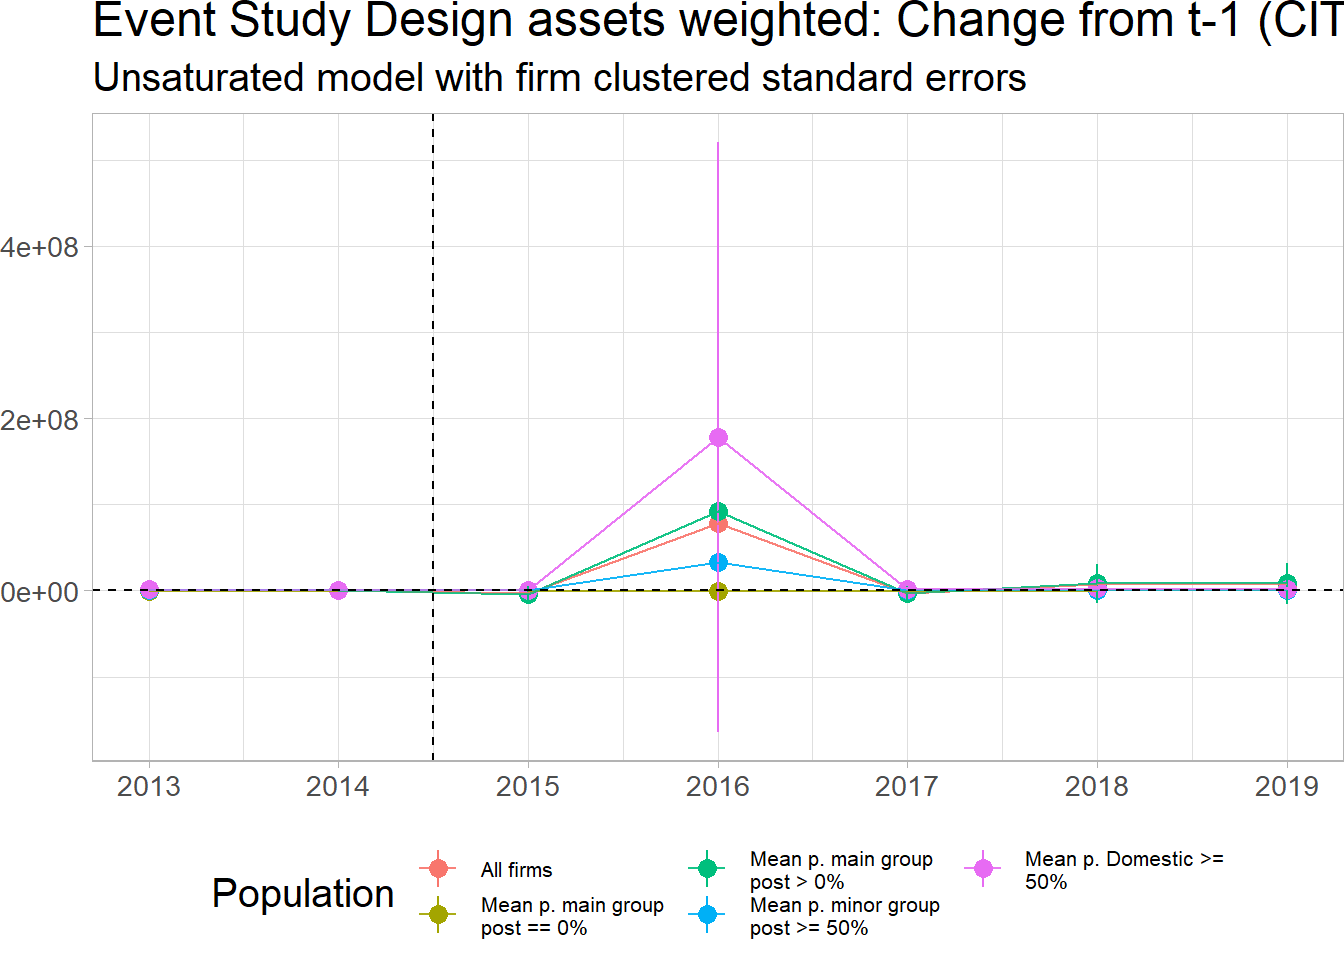 Event Study Design assets weighted: Change from t-1 (CIT
Unsaturated model with firm clustered standard errors
4e+08
2e+08
0e+00
2013 2014 2015 2016 2017 2018 2019
Population
All firms
Mean p. main group
post == 0%
Mean p. main group
post > 0%
Mean p. minor group
post >= 50%
Mean p. Domestic >=
50%